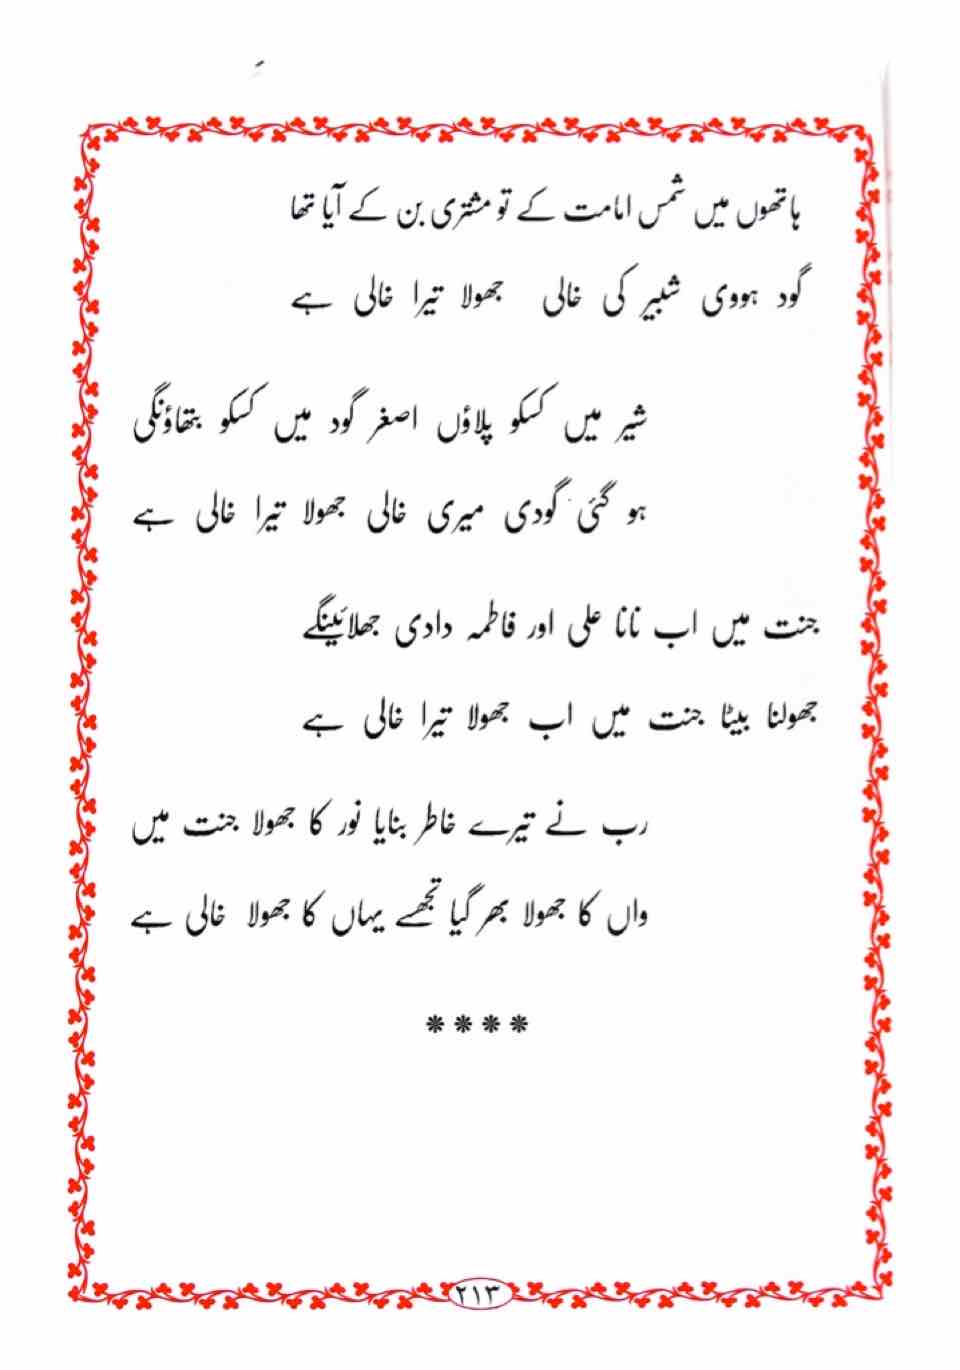 ہاتھوں میں شمس امامت کے تو مشتری بن کے آیا تھا
گود ہووی شبیر کی خالی جھولا تیرا خالی ہے
شیر میں کسکو پلاؤں اصغر گود میں کسکو بتھاؤنگی
ہو گئی گودی میری خالی جھولا تیرا خالی ہے
جنت میں اب نانا علی اور فاطمہ دادی جھلائینگے
جھولنا بیٹا جنت میں اب جھولا تیرا خالی ہے
رب نے تیرے خاطر بنایا نور کا جھولا جنت میں
واں کا جھولا بھر گیا تجھسے یہاں کا جھولا خالی ہے
****
٢١٣